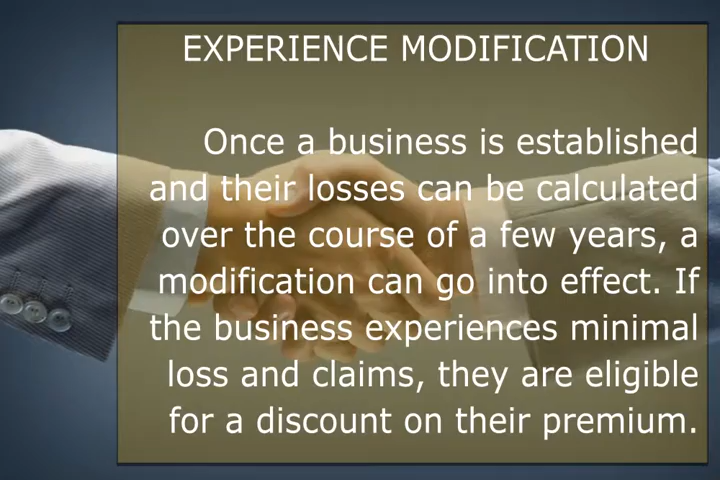 EXPERIENCE MODIFICATION
Once a business is established
and their losses can be calculated
over the course of a few years, a
modification can go into effect. If
the business experiences minimal
loss and claims, they are eligible
for a discount on their premium.